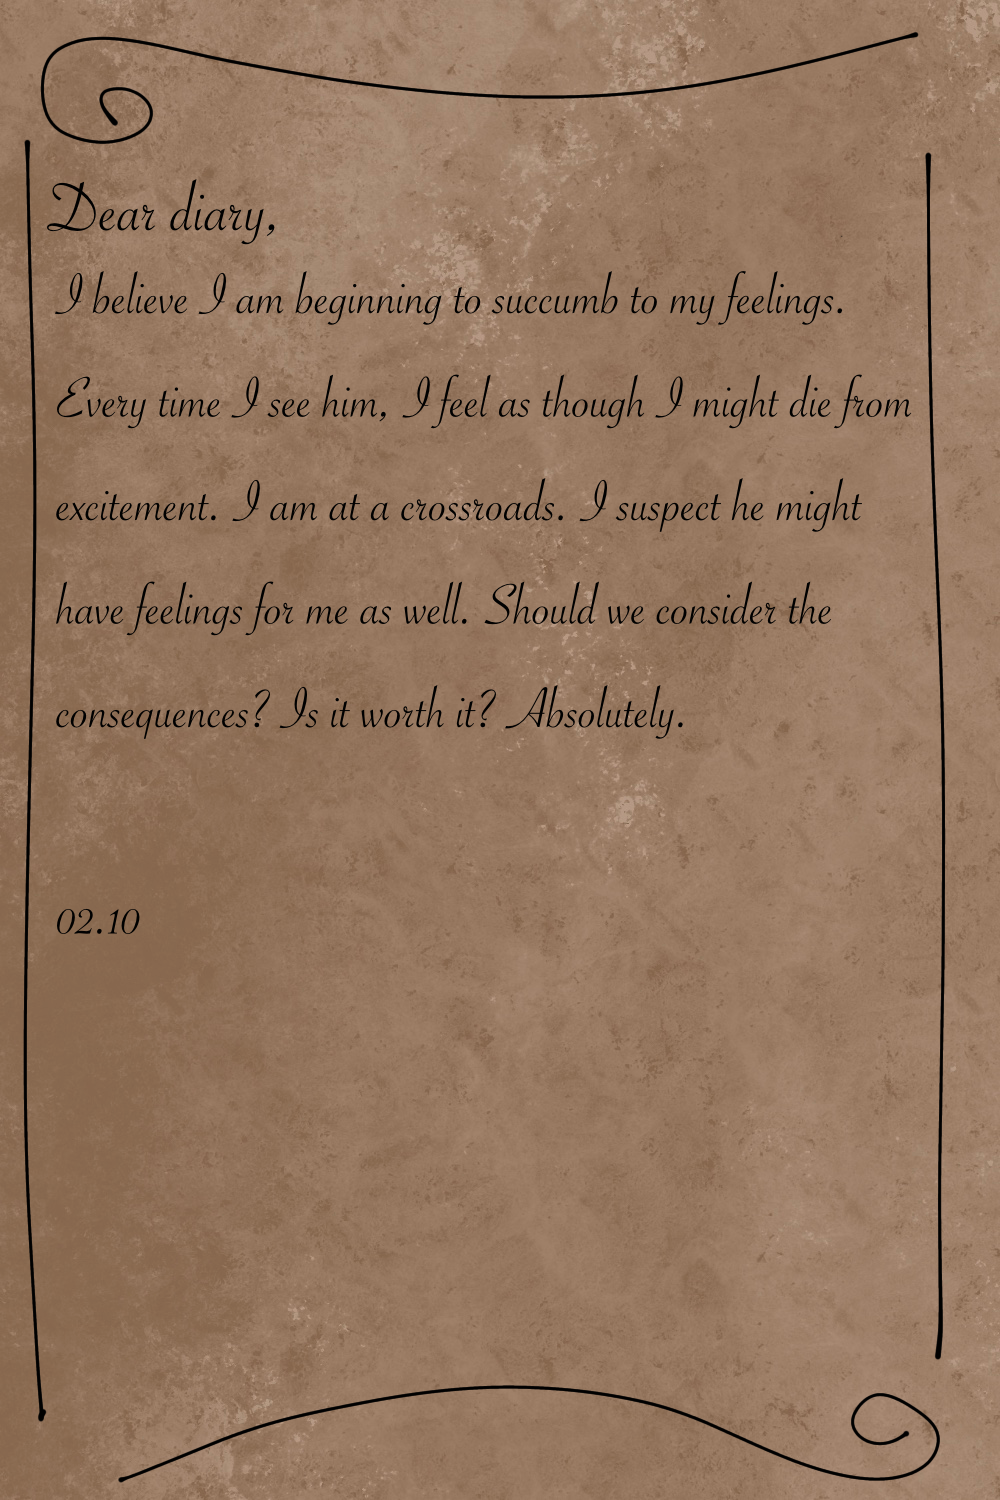 Dear diary,
I believe I am beginning to succumb to my feelings.
Every time I see him, I feel as though I might die from
excitement. I am at a crossroads. I suspect he might
have feelings for me as well. Should we consider the
consequences? Is it worth it? Absolutely.
02.10